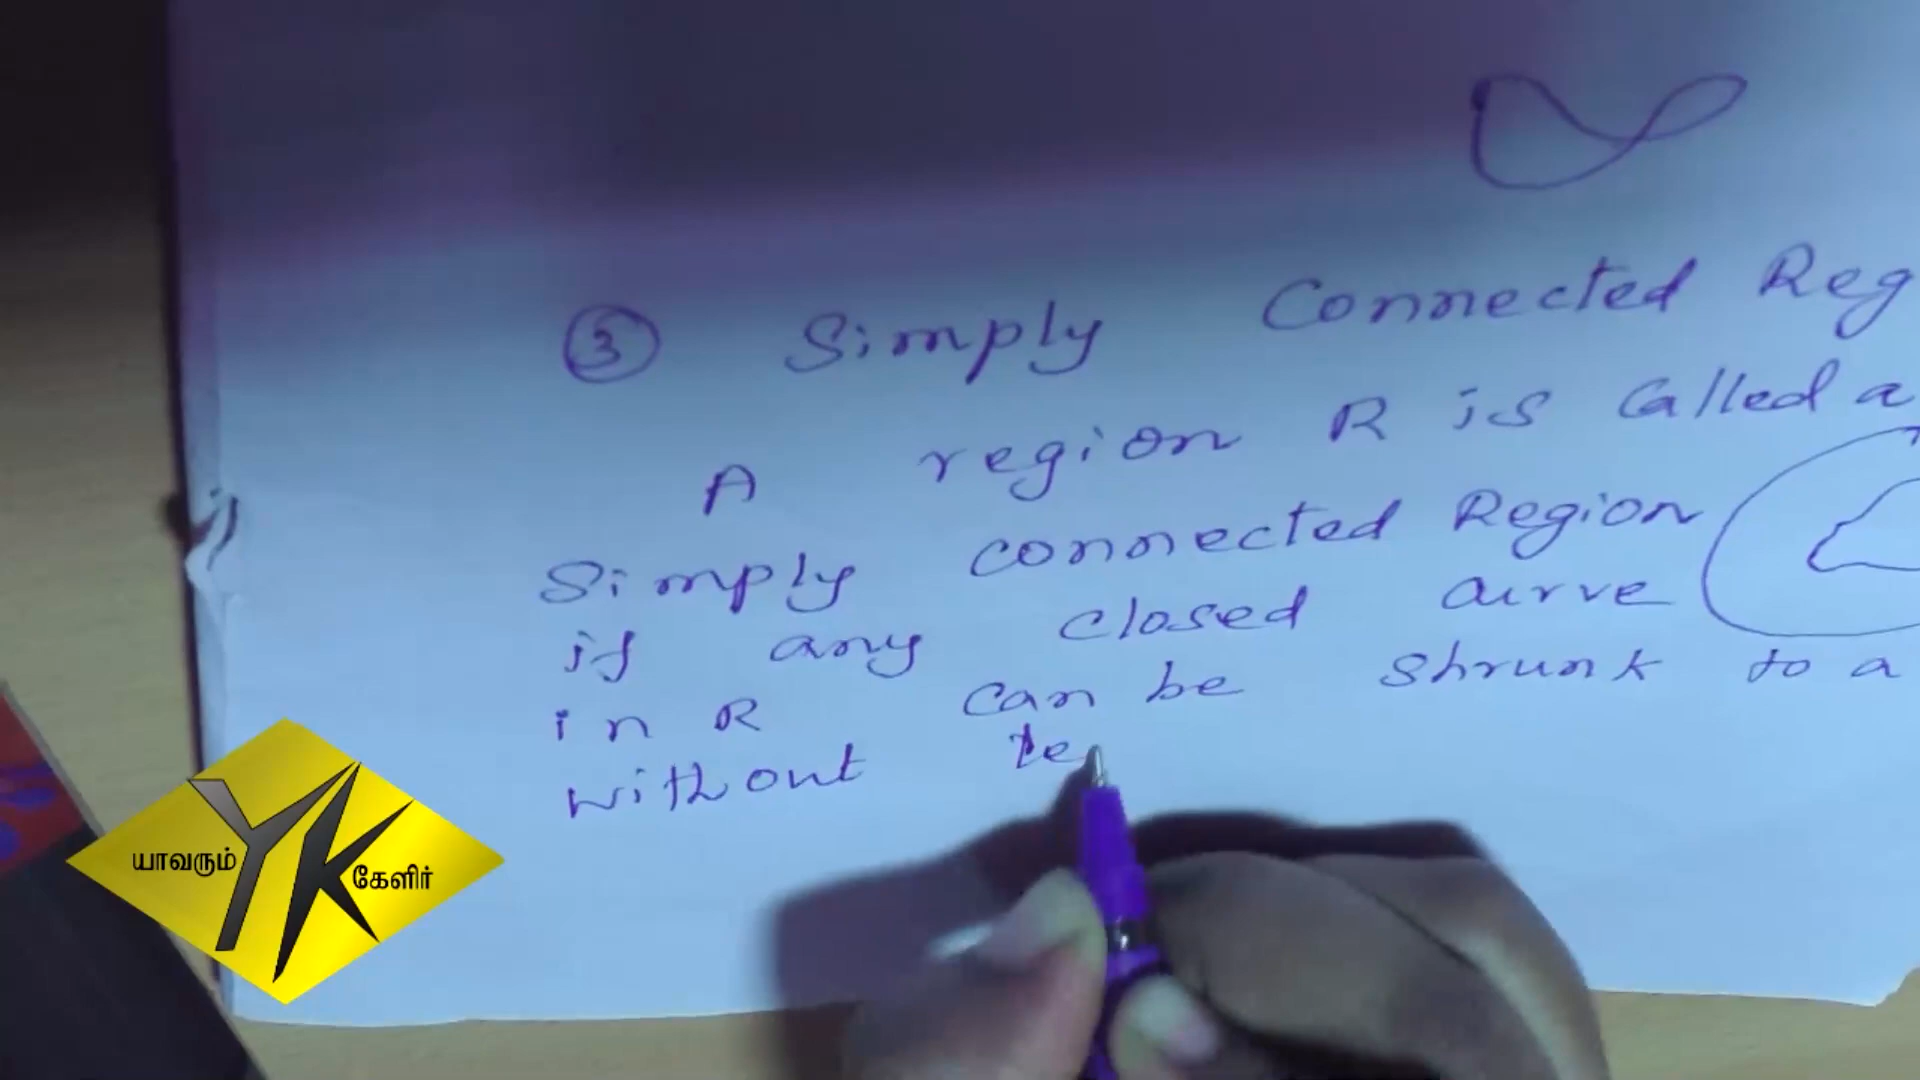 ③ Simply Connected Reg
A region R is called a
Simply connected Region
if any closed curve
in R can be shrunk to a
without le
யாவரும் YK கேளிர்